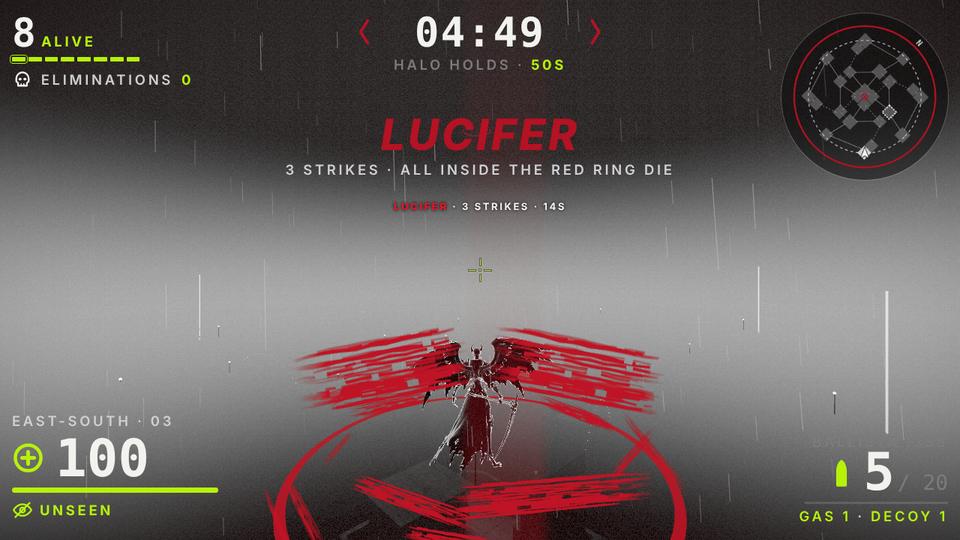 8 ALIVE
ELIMINATIONS 0
04:49
HALO HOLDS · 50S
N
LUCIFER
3 STRIKES · ALL INSIDE THE RED RING DIE
LUCIFER · 3 STRIKES · 14S
EAST-SOUTH · 03
100
UNSEEN
5 / 20
GAS 1 · DECOY 1